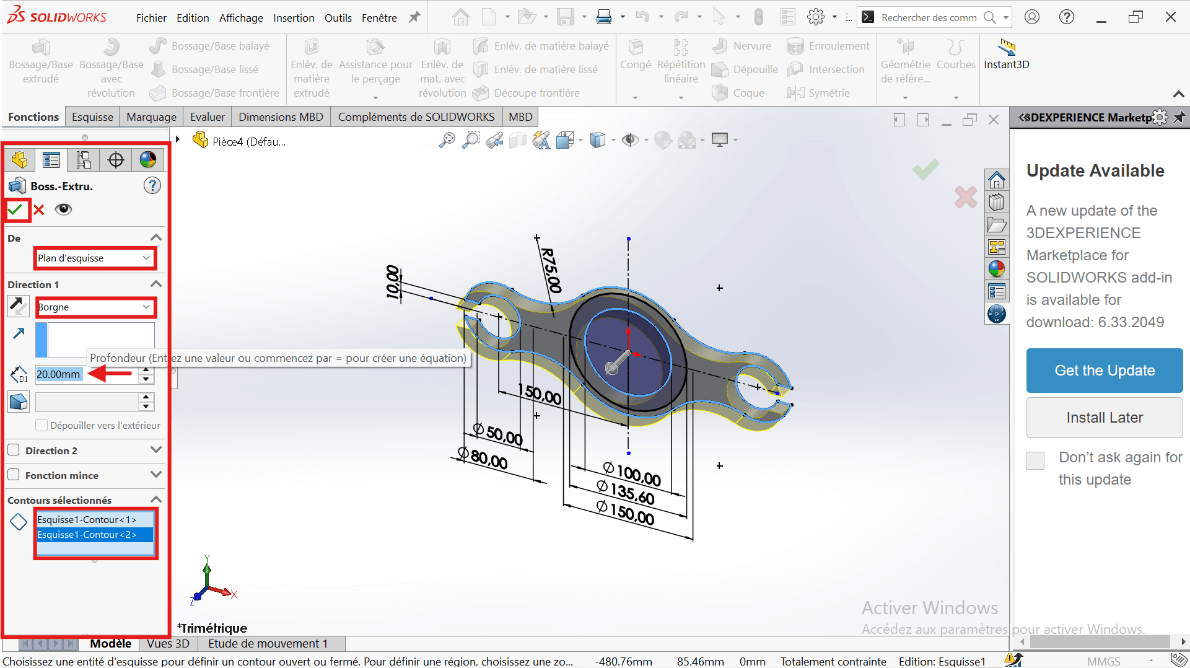 SOLIDWORKS
Fichier Edition Affichage Insertion Outils Fenêtre
Rechercher des comm
Bossage/Base extrudé
Bossage/Base avec révolution
Bossage/Base balayé
Bossage/Base lissé
Bossage/Base frontière
Enlèv. de matière extrudé
Assistance pour le perçage
Enlèv. de mat. avec révolution
Enlèv. de matière balayé
Enlèv. de matière lissé
Découpe frontière
Congé
Répétition linéaire
Nervure
Dépouille
Coque
Enroulement
Intersection
Symétrie
Géométrie de référe...
Courbes
Instant3D
Fonctions Esquisse Marquage Evaluer Dimensions MBD Compléments de SOLIDWORKS MBD
Pièce4 (Défau...
Boss.-Extru.
De
Plan d'esquisse
Direction 1
Borgne
Profondeur (Entrez une valeur ou commencez par = pour créer une équation)
D1
20.00mm
Dépouiller vers l'extérieur
Direction 2
Fonction mince
Contours sélectionnés
Esquisse1-Contour<1>
Esquisse1-Contour<2>
10,00
R75,00
150,00
Ø50,00
Ø80,00
Ø100,00
Ø135,60
Ø150,00
Y
X
Z
*Trimétrique
3DEXPERIENCE Marketp
Update Available
A new update of the
3DEXPERIENCE
Marketplace for
SOLIDWORKS add-in
is available for
download: 6.33.2049
Get the Update
Install Later
Don't ask again for
this update
Activer Windows
Accédez aux paramètres pour activer Windows.
Modèle Vues 3D Etude de mouvement 1
Choisissez une entité d'esquisse pour définir un contour ouvert ou fermé. Pour définir une région, choisissez une zo... -480.76mm 85.46mm 0mm Totalement contrainte Edition: Esquisse1 MMGS